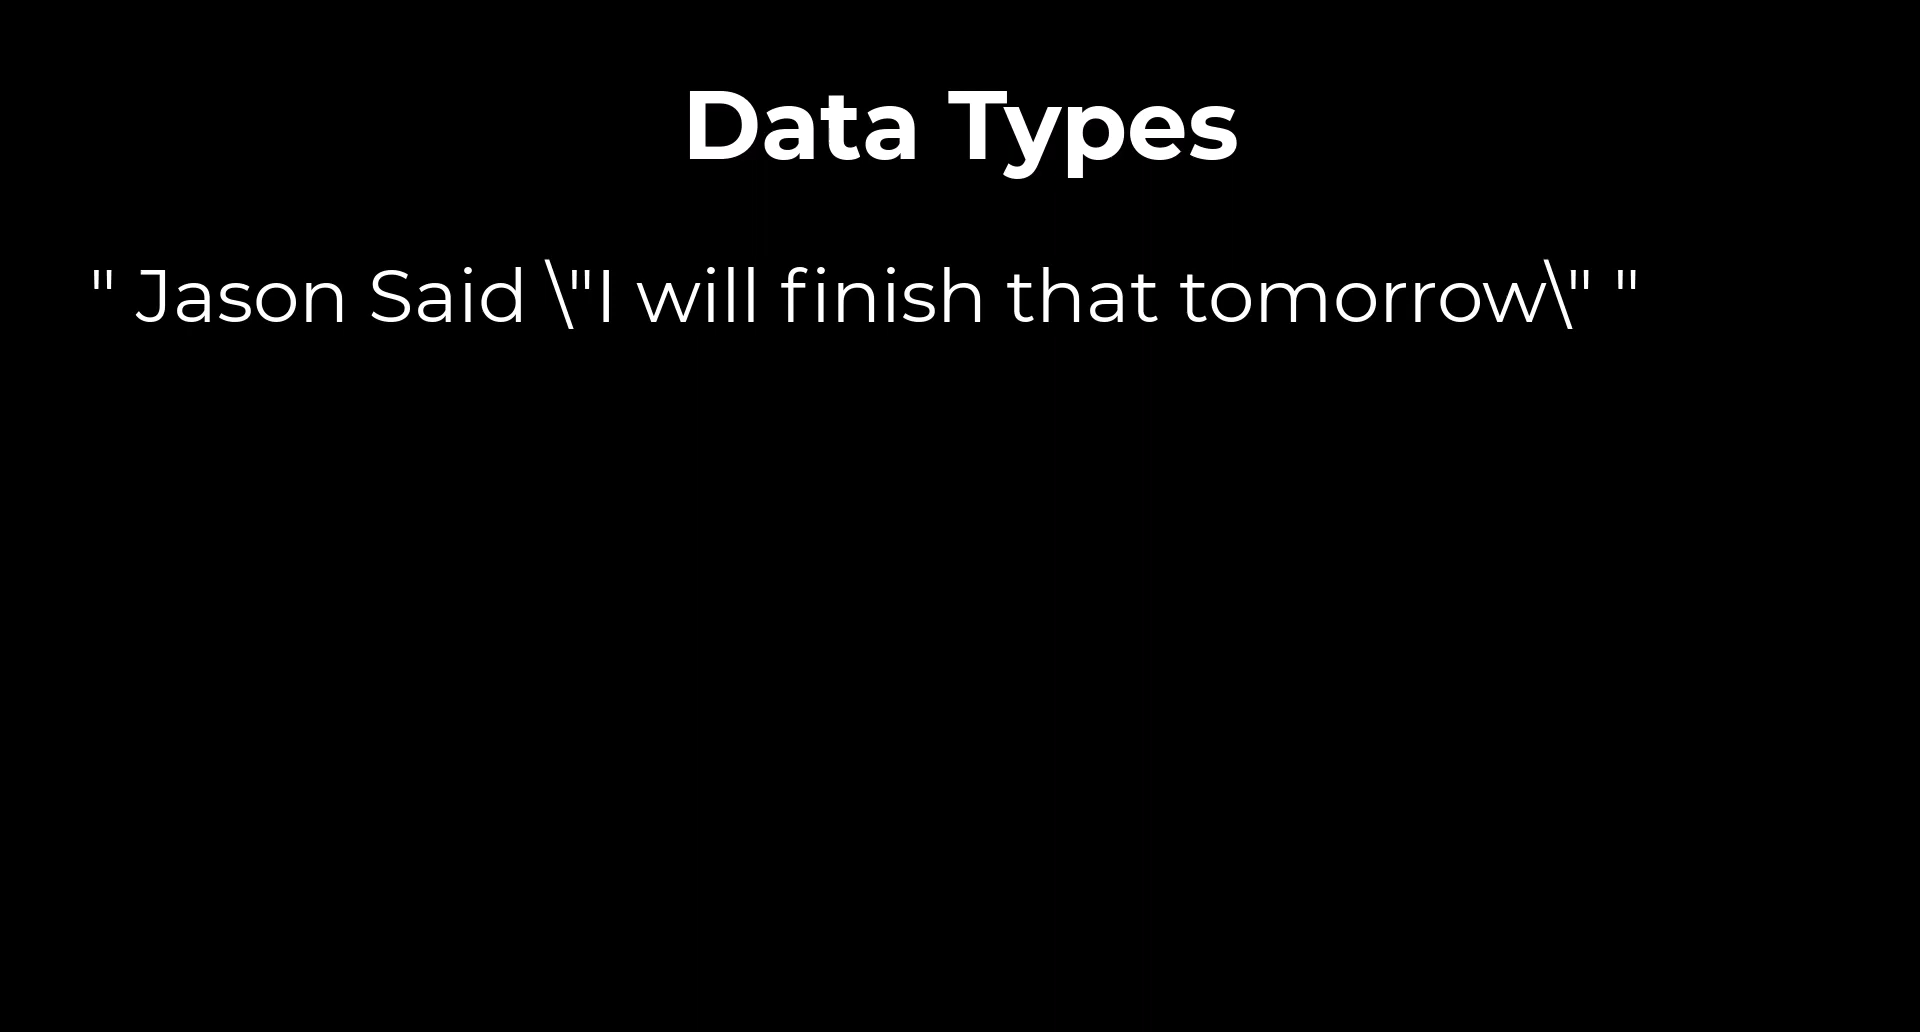 Data Types
" Jason Said \"I will finish that tomorrow\" "